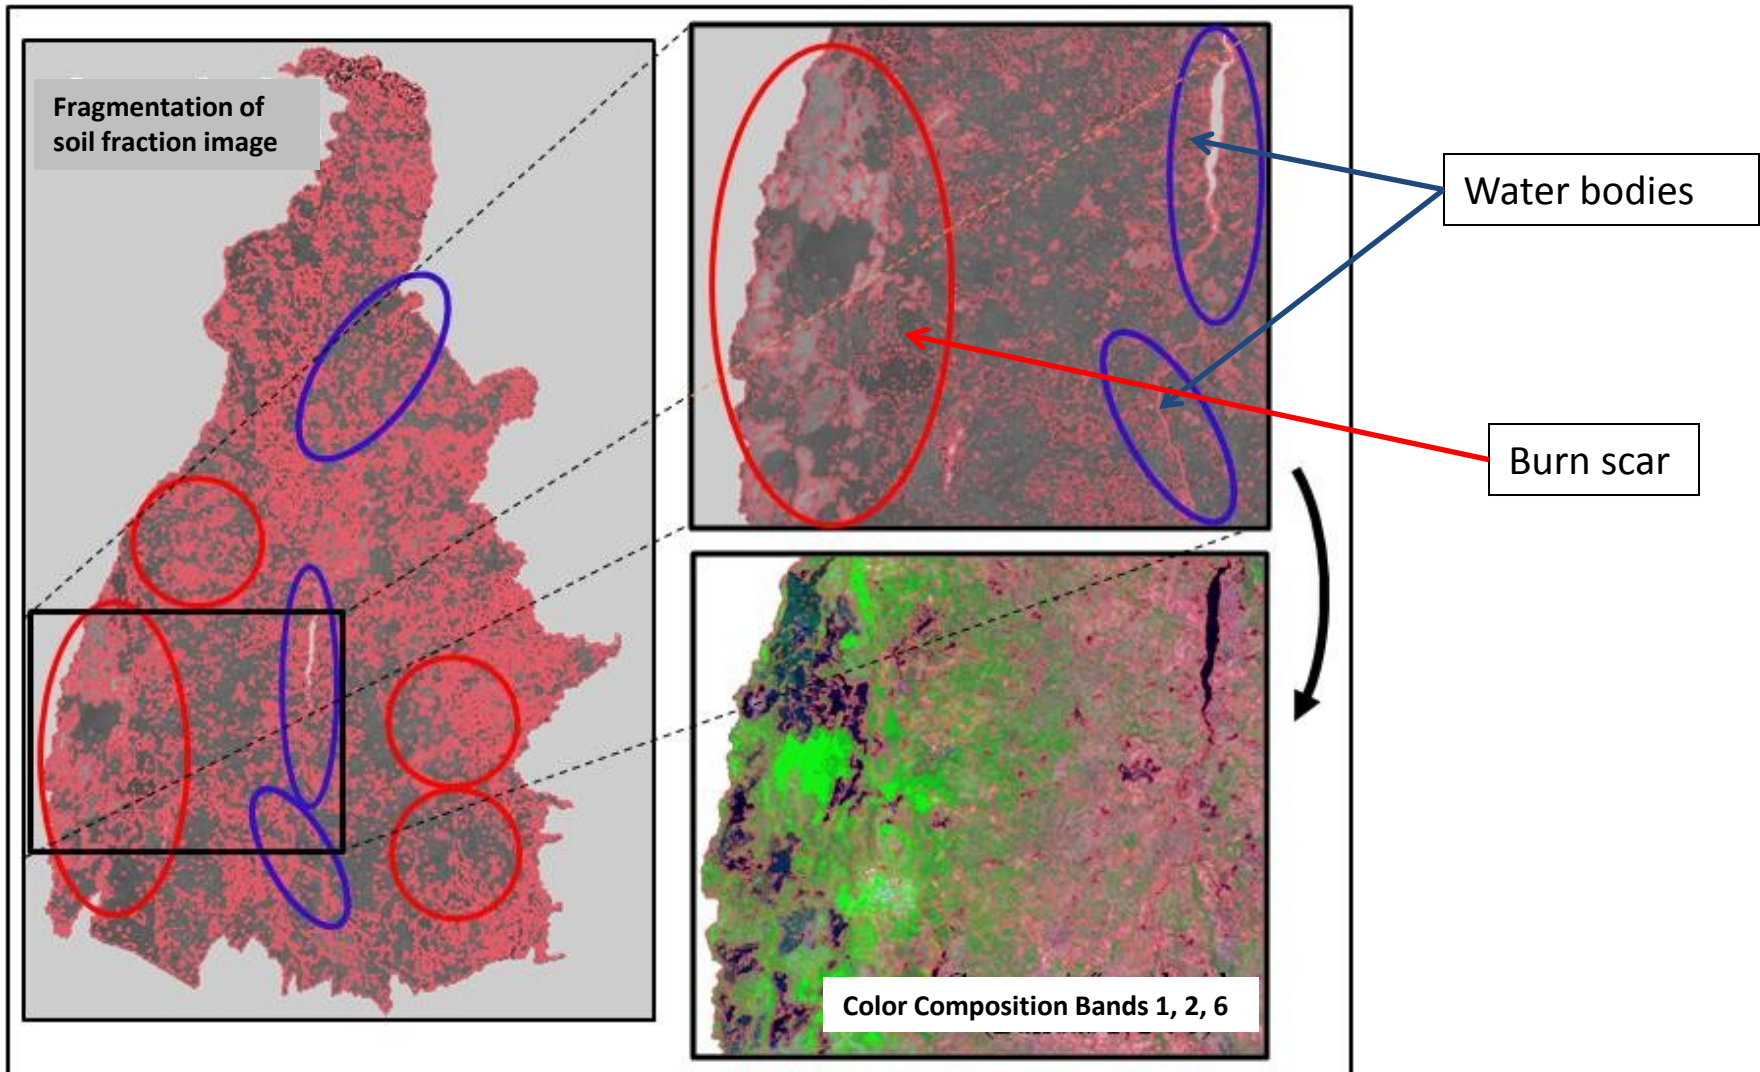 Fragmentation of
soil fraction image
Water bodies
Burn scar
Color Composition Bands 1, 2, 6